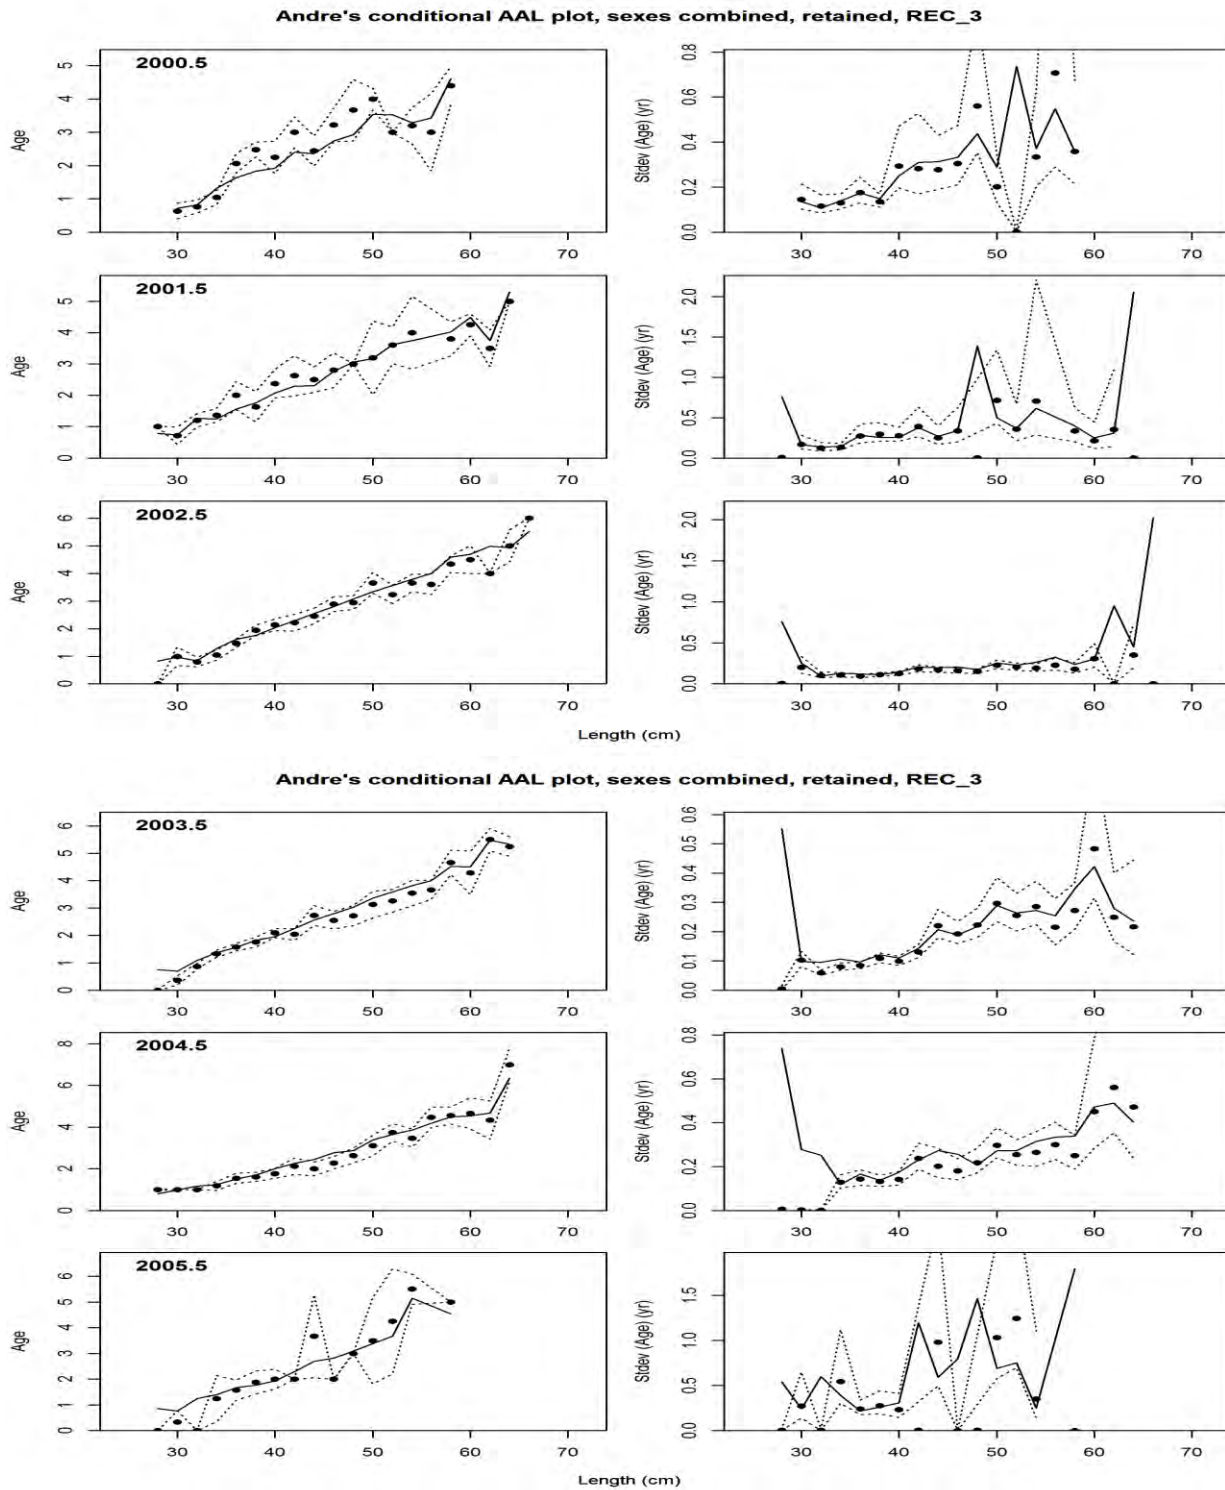 Andre's conditional AAL plot, sexes combined, retained, REC_3
2000.5
Age
0 1 2 3 4 5
30 40 50 60 70
Stdev (Age) (yr)
0.0 0.2 0.4 0.6 0.8
30 40 50 60 70
2001.5
Age
0 1 2 3 4 5
30 40 50 60 70
Stdev (Age) (yr)
0.0 0.5 1.0 1.5 2.0
30 40 50 60 70
2002.5
Age
0 1 2 3 4 5 6
30 40 50 60 70
Stdev (Age) (yr)
0.0 0.5 1.0 1.5 2.0
30 40 50 60 70
Length (cm)
Andre's conditional AAL plot, sexes combined, retained, REC_3
2003.5
Age
0 1 2 3 4 5 6
30 40 50 60 70
Stdev (Age) (yr)
0.0 0.1 0.2 0.3 0.4 0.5 0.6
30 40 50 60 70
2004.5
Age
0 2 4 6 8
30 40 50 60 70
Stdev (Age) (yr)
0.0 0.2 0.4 0.6 0.8
30 40 50 60 70
2005.5
Age
0 1 2 3 4 5 6
30 40 50 60 70
Stdev (Age) (yr)
0.0 0.5 1.0 1.5
30 40 50 60 70
Length (cm)